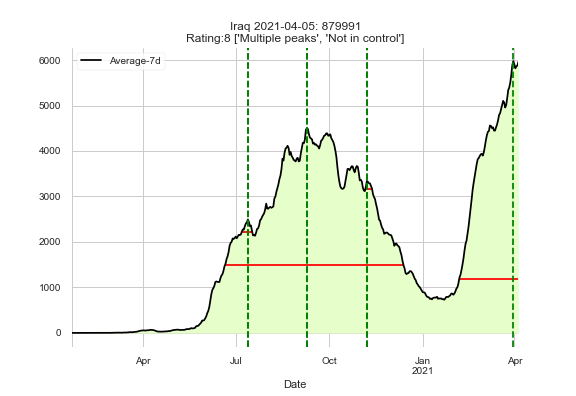 Iraq 2021-04-05: 879991
Rating:8 ['Multiple peaks', 'Not in control']
Average-7d
6000
5000
4000
3000
2000
1000
0
Apr
Jul
Oct
Jan
2021
Apr
Date